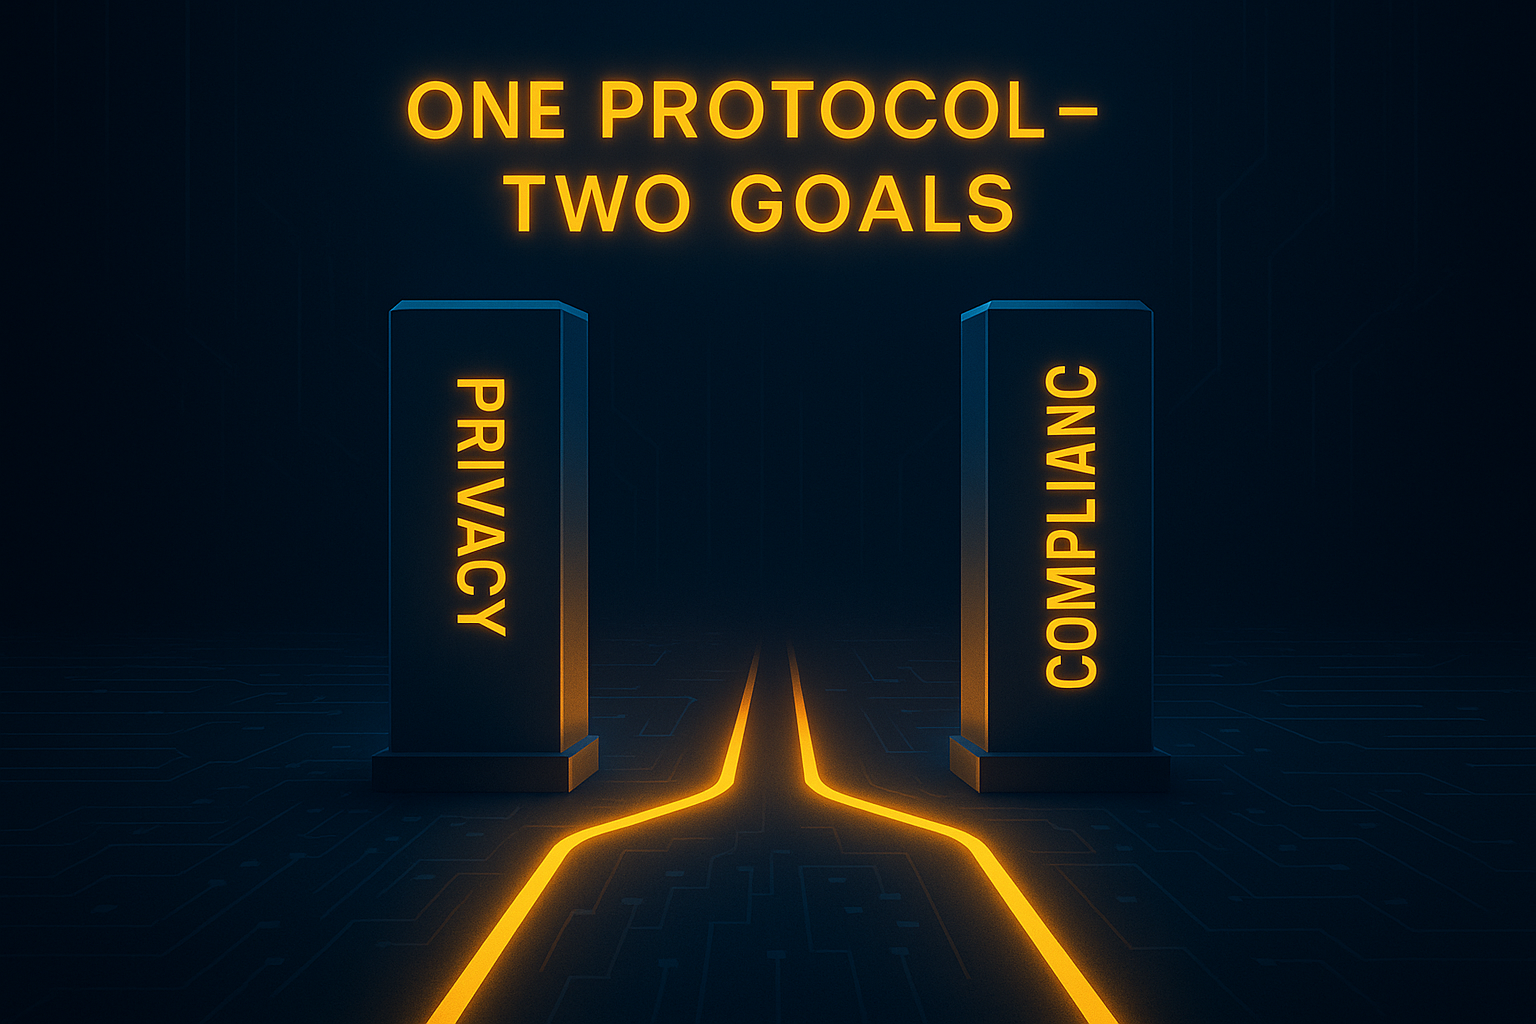 ONE PROTOCOL–
TWO GOALS
PRIVACY
COMPLIANC